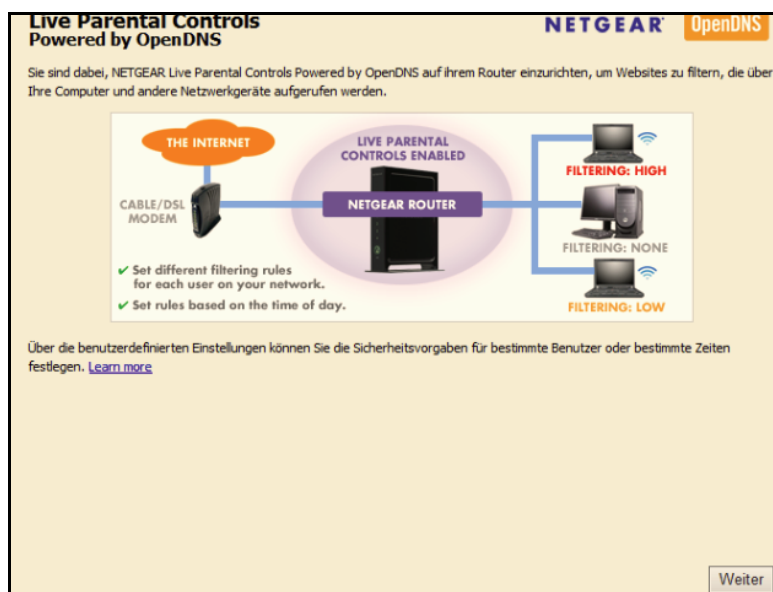 Live Parental Controls
Powered by OpenDNS
NETGEAR
OpenDNS
Sie sind dabei, NETGEAR Live Parental Controls Powered by OpenDNS auf ihrem Router einzurichten, um Websites zu filtern, die über
Ihre Computer und andere Netzwerkgeräte aufgerufen werden.
THE INTERNET
LIVE PARENTAL
CONTROLS ENABLED
FILTERING: HIGH
CABLE/DSL
MODEM
NETGEAR ROUTER
FILTERING: NONE
✔ Set different filtering rules
for each user on your network.
✔ Set rules based on the time of day.
FILTERING: LOW
Über die benutzerdefinierten Einstellungen können Sie die Sicherheitsvorgaben für bestimmte Benutzer oder bestimmte Zeiten
festlegen. Learn more
Weiter